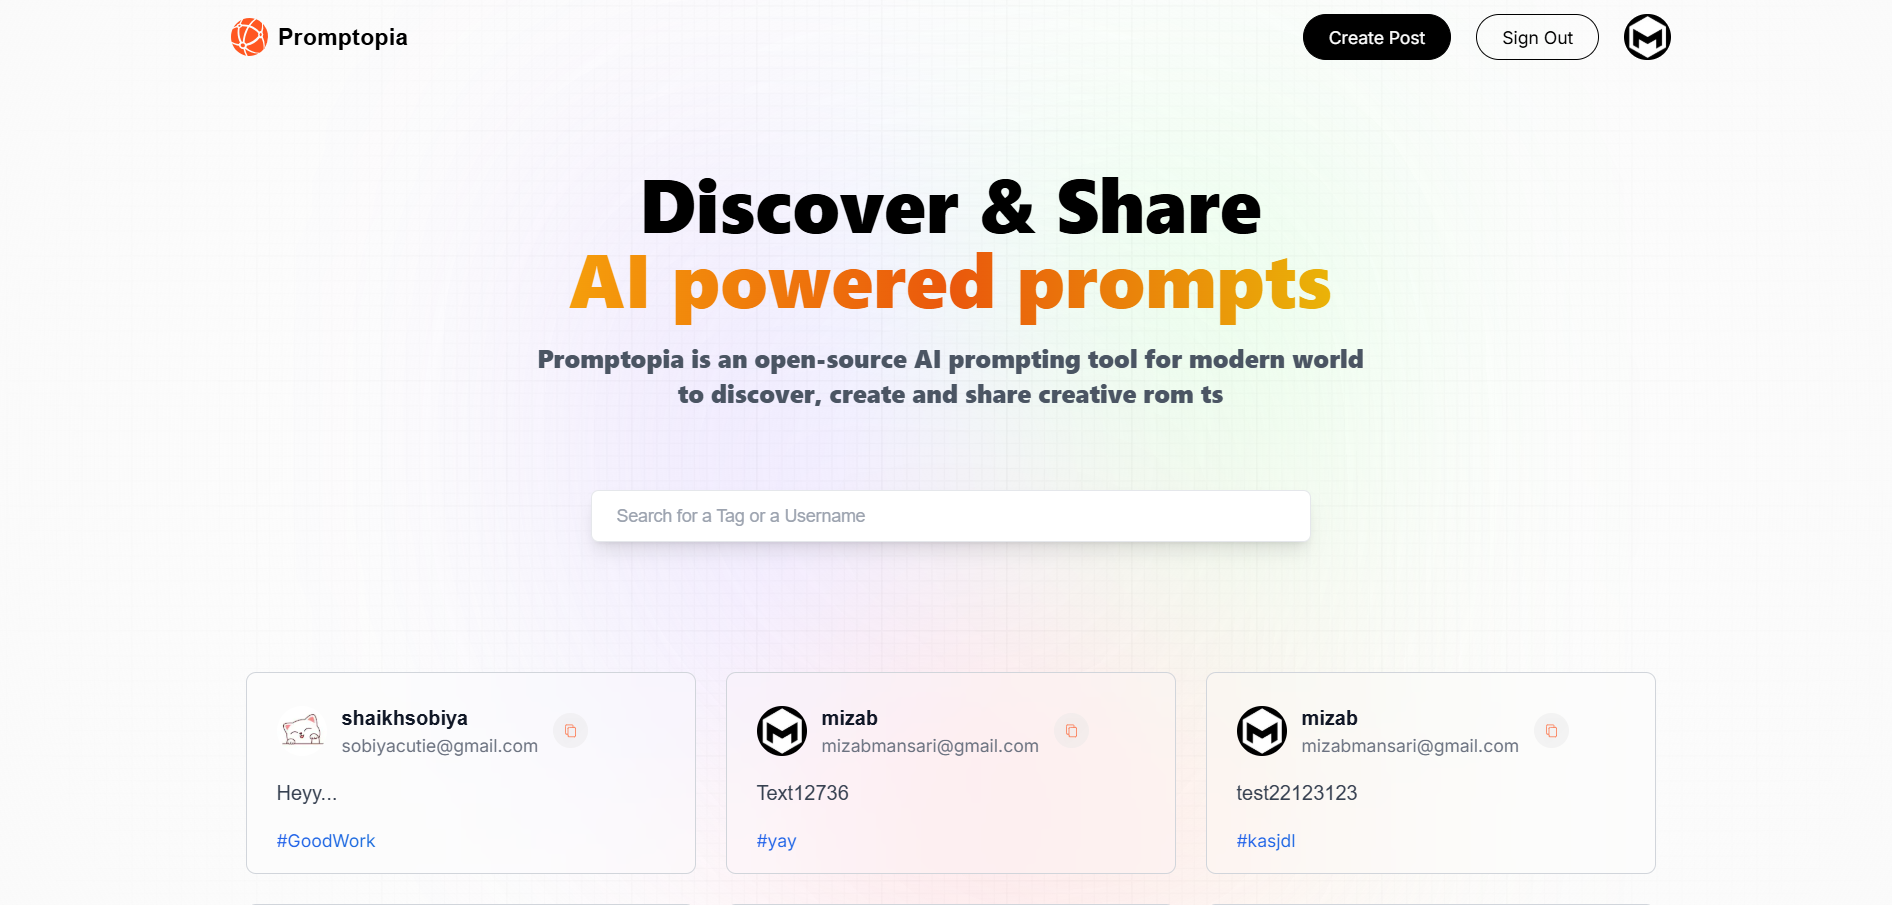 Promptopia
Create Post
Sign Out
Discover & Share
AI powered prompts
Promptopia is an open-source AI prompting tool for modern world
to discover, create and share creative rom ts
Search for a Tag or a Username
shaikhsobiya
sobiyacutie@gmail.com
Heyy...
#GoodWork
mizab
mizabmansari@gmail.com
Text12736
#yay
mizab
mizabmansari@gmail.com
test22123123
#kasjdl